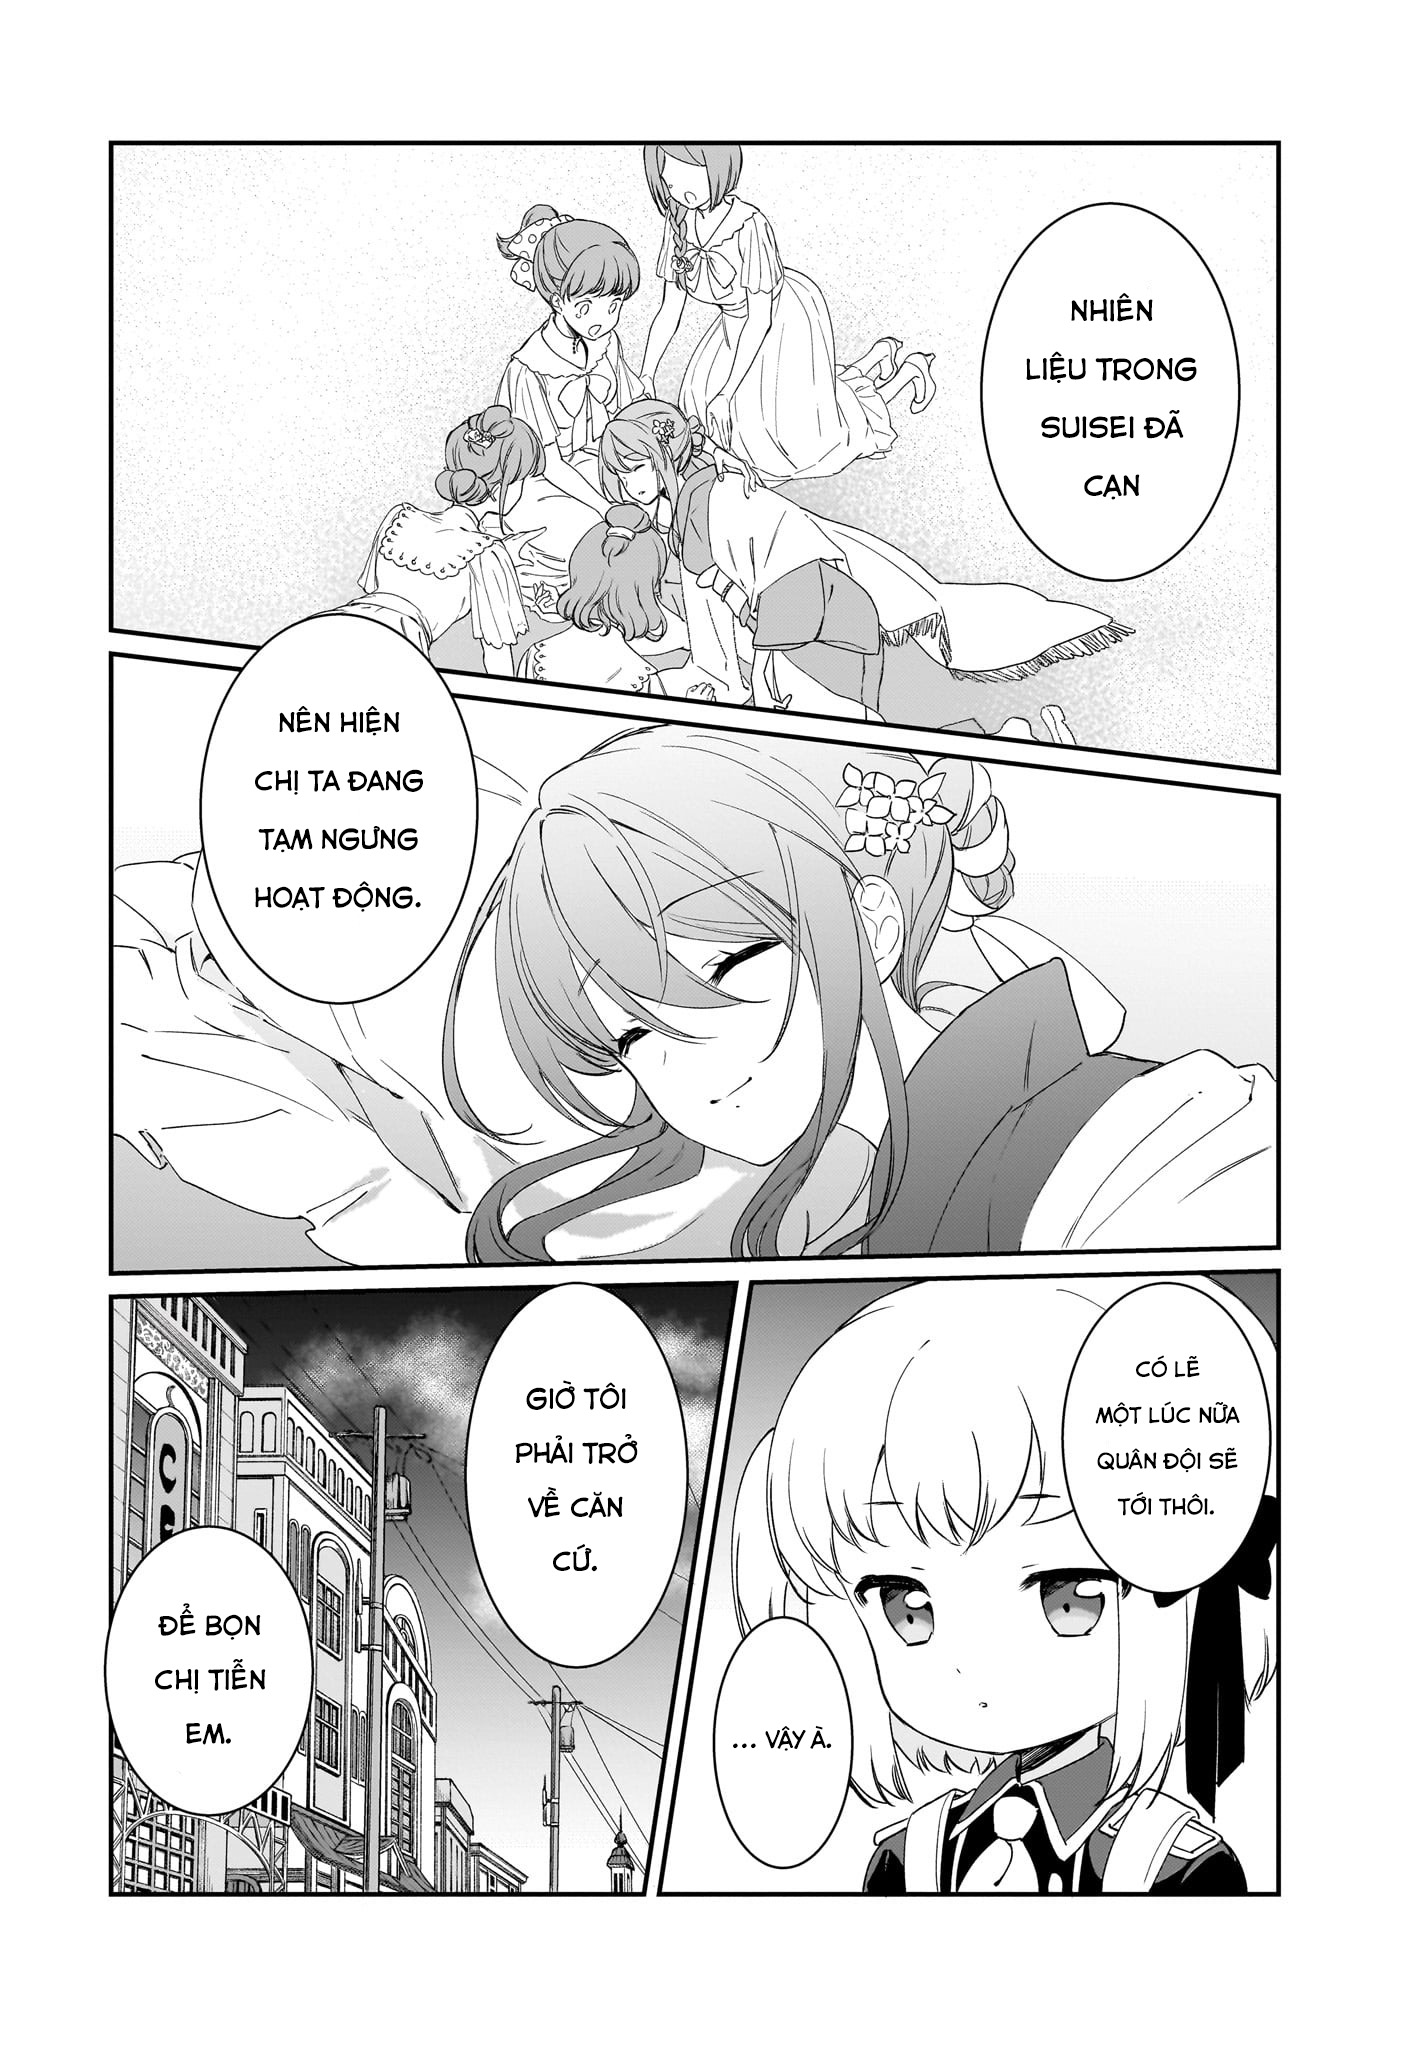 NHIÊN
LIỆU TRONG
SUISEI ĐÃ
CẠN
NÊN HIỆN
CHỊ TA ĐANG
TẠM NGƯNG
HOẠT ĐỘNG.
CÓ LẼ
MỘT LÚC NỮA
QUÂN ĐỘI SẼ
TỚI THÔI.
... VẬY À.
GIỜ TÔI
PHẢI TRỞ
VỀ CĂN
CỨ.
ĐỂ BỌN
CHỊ TIỄN
EM.